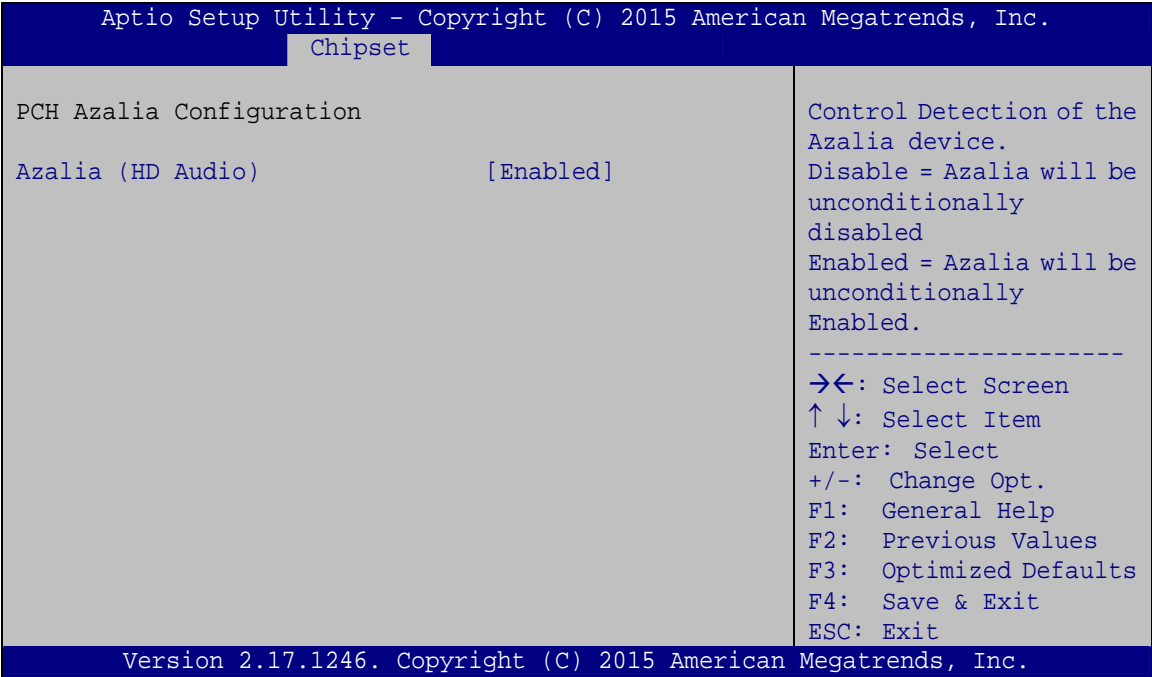 Aptio Setup Utility – Copyright (C) 2015 American Megatrends, Inc.
Chipset
PCH Azalia Configuration
Azalia (HD Audio) [Enabled]
Control Detection of the
Azalia device.
Disable = Azalia will be
unconditionally
disabled
Enabled = Azalia will be
unconditionally
Enabled.
----------------------
→←: Select Screen
↑ ↓: Select Item
Enter: Select
+/-: Change Opt.
F1: General Help
F2: Previous Values
F3: Optimized Defaults
F4: Save & Exit
ESC: Exit
Version 2.17.1246. Copyright (C) 2015 American Megatrends, Inc.